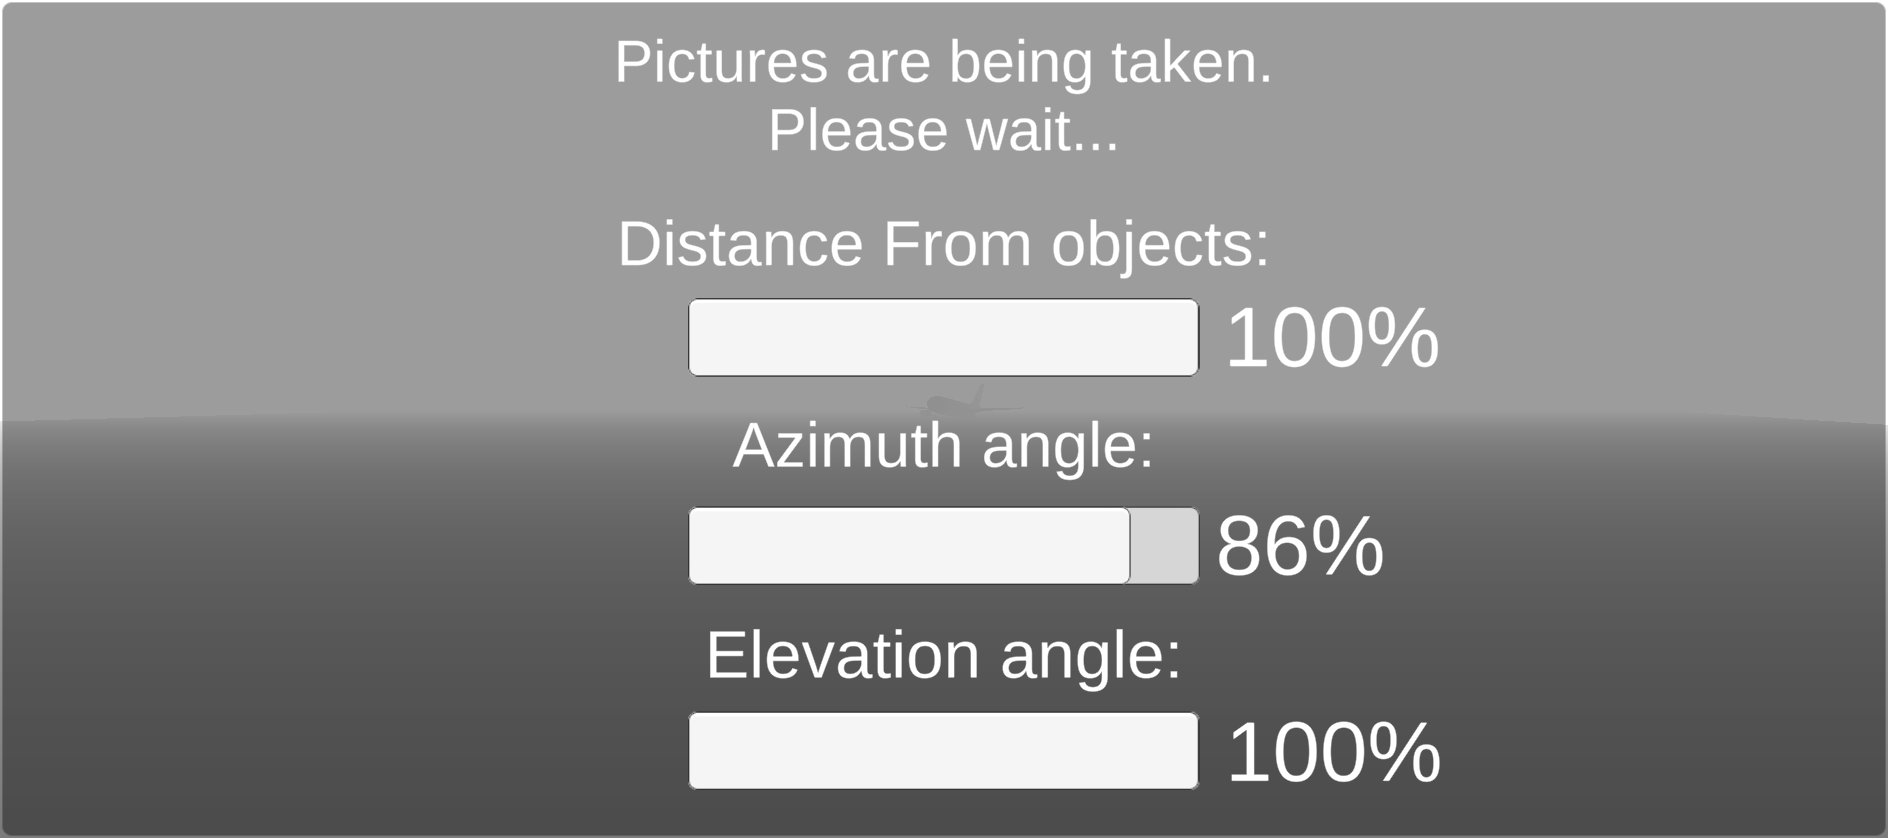 Pictures are being taken.
Please wait...
Distance From objects:
100%
Azimuth angle:
86%
Elevation angle:
100%